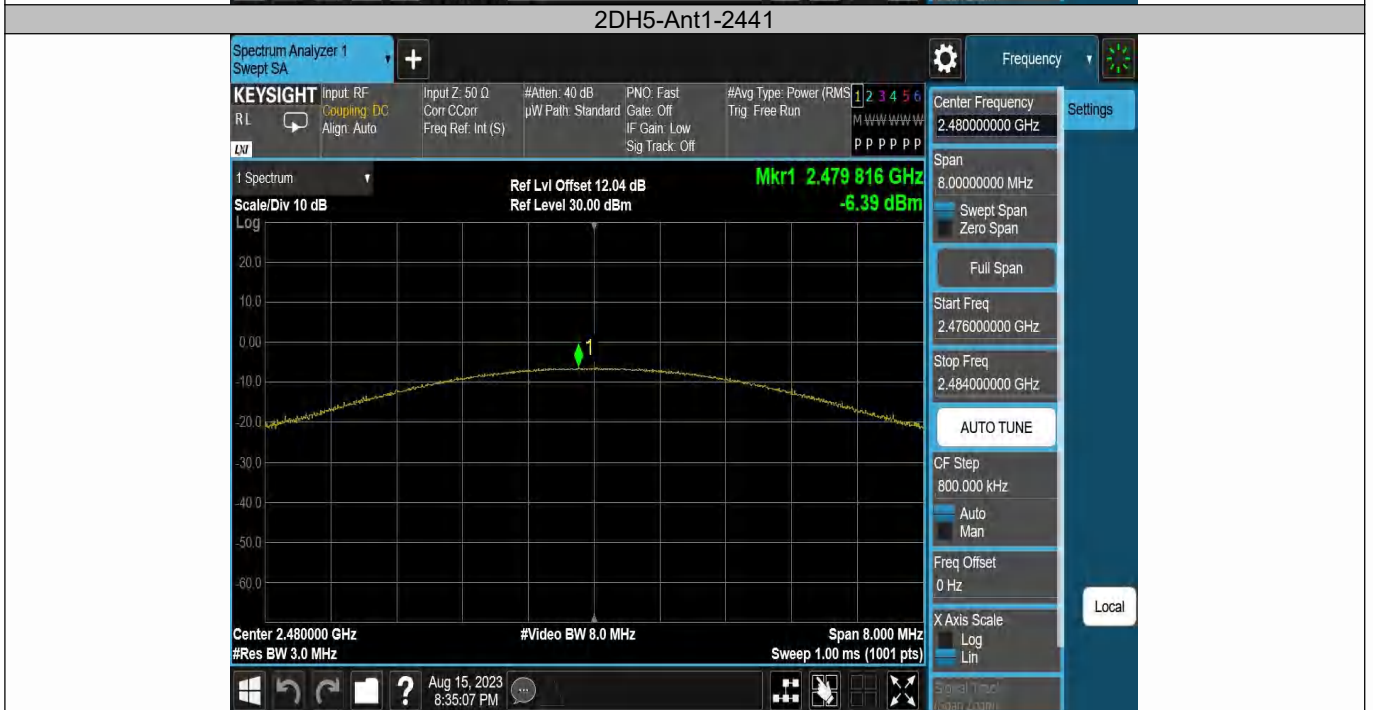 2DH5-Ant1-2441
Spectrum Analyzer 1
Swept SA
+
Frequency
KEYSIGHT
RL
LXI
Input: RF
Coupling: DC
Align: Auto
Input Z: 50 Ω
Corr CCorr
Freq Ref: Int (S)
#Atten: 40 dB
µW Path: Standard
PNO: Fast
Gate: Off
IF Gain: Low
Sig Track: Off
#Avg Type: Power (RMS
Trig: Free Run
1 2 3 4 5 6
M W W W W W
P P P P P P
Settings
Center Frequency
2.480000000 GHz
Span
8.00000000 MHz
Swept Span
Zero Span
Full Span
Start Freq
2.476000000 GHz
Stop Freq
2.484000000 GHz
AUTO TUNE
CF Step
800.000 kHz
Auto
Man
Freq Offset
0 Hz
X Axis Scale
Log
Lin
Signal Track
(Span Zoom)
Local
1 Spectrum
Scale/Div 10 dB
Log
Ref Lvl Offset 12.04 dB
Ref Level 30.00 dBm
Mkr1 2.479 816 GHz
-6.39 dBm
20.0
10.0
0.00
1
-10.0
-20.0
-30.0
-40.0
-50.0
-60.0
Center 2.480000 GHz
#Res BW 3.0 MHz
#Video BW 8.0 MHz
Span 8.000 MHz
Sweep 1.00 ms (1001 pts)
?
Aug 15, 2023
8:35:07 PM